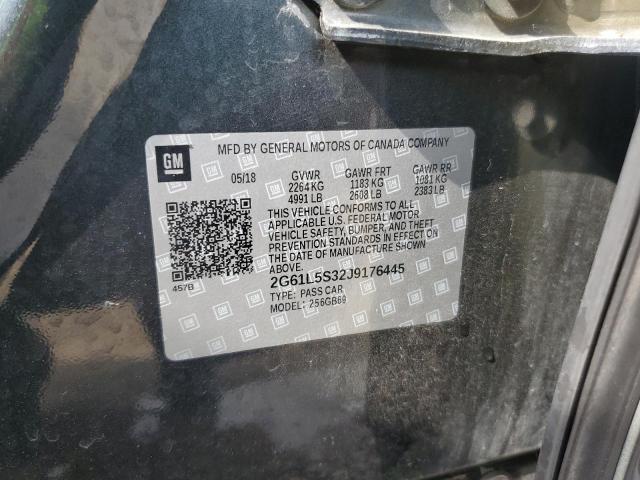 GM
MFD BY GENERAL MOTORS OF CANADA COMPANY
05/18 GVWR GAWR FRT GAWR RR
2264 KG 1183 KG 1081 KG
4991 LB 2608 LB 2383 LB
THIS VEHICLE CONFORMS TO ALL
APPLICABLE U.S. FEDERAL MOTOR
VEHICLE SAFETY, BUMPER, AND THEFT
PREVENTION STANDARDS IN EFFECT ON
THE DATE OF MANUFACTURE SHOWN
ABOVE.
457B
2G61L5S32J9176445
TYPE: PASS CAR
MODEL: 256GB69